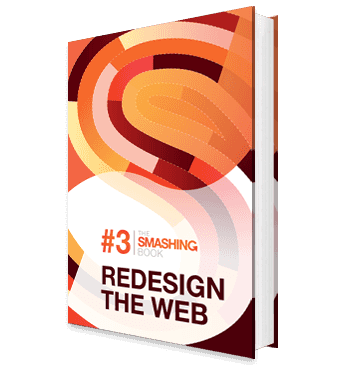 #3
THE
SMASHING
BOOK
REDESIGN
THE WEB